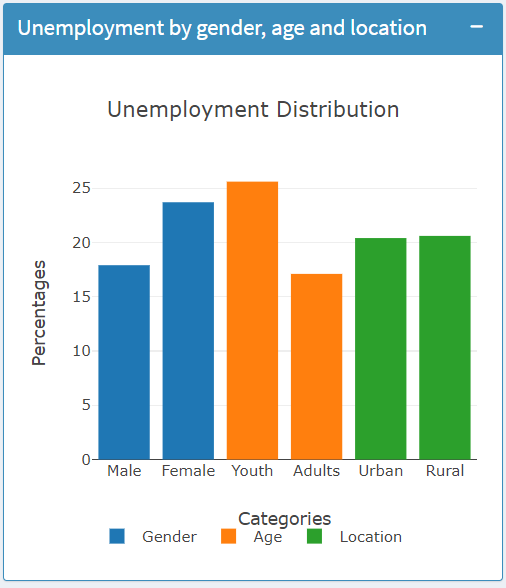 Unemployment by gender, age and location −
Unemployment Distribution
25
20
15
10
5
0
Percentages
Male Female Youth Adults Urban Rural
Categories
Gender Age Location